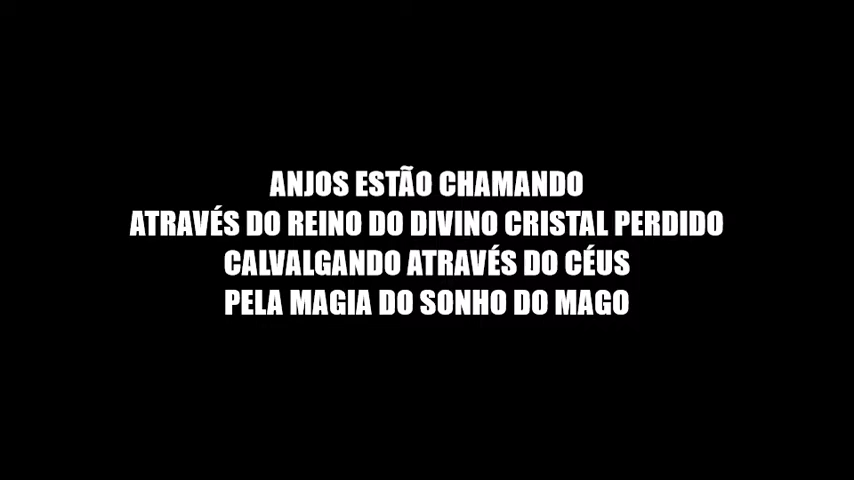 ANJOS ESTÃO CHAMANDO
ATRAVÉS DO REINO DO DIVINO CRISTAL PERDIDO
CALVALGANDO ATRAVÉS DO CÉUS
PELA MAGIA DO SONHO DO MAGO